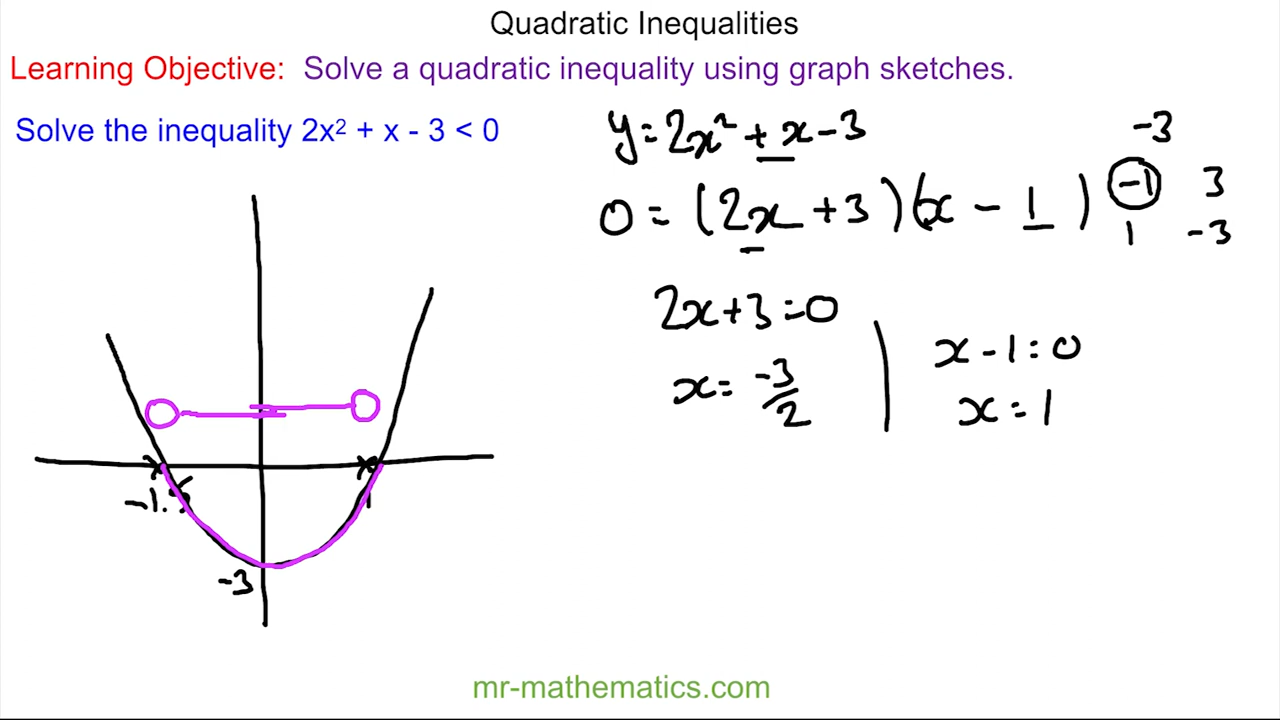 Quadratic Inequalities
Learning Objective: Solve a quadratic inequality using graph sketches.
Solve the inequality 2x² + x - 3 < 0
y = 2x² + x - 3
-3
0 = (2x + 3)(x - 1)
-1 3
1 -3
2x + 3 = 0
x - 1 = 0
x = -3/2
x = 1
-1.5
1
-3
mr-mathematics.com